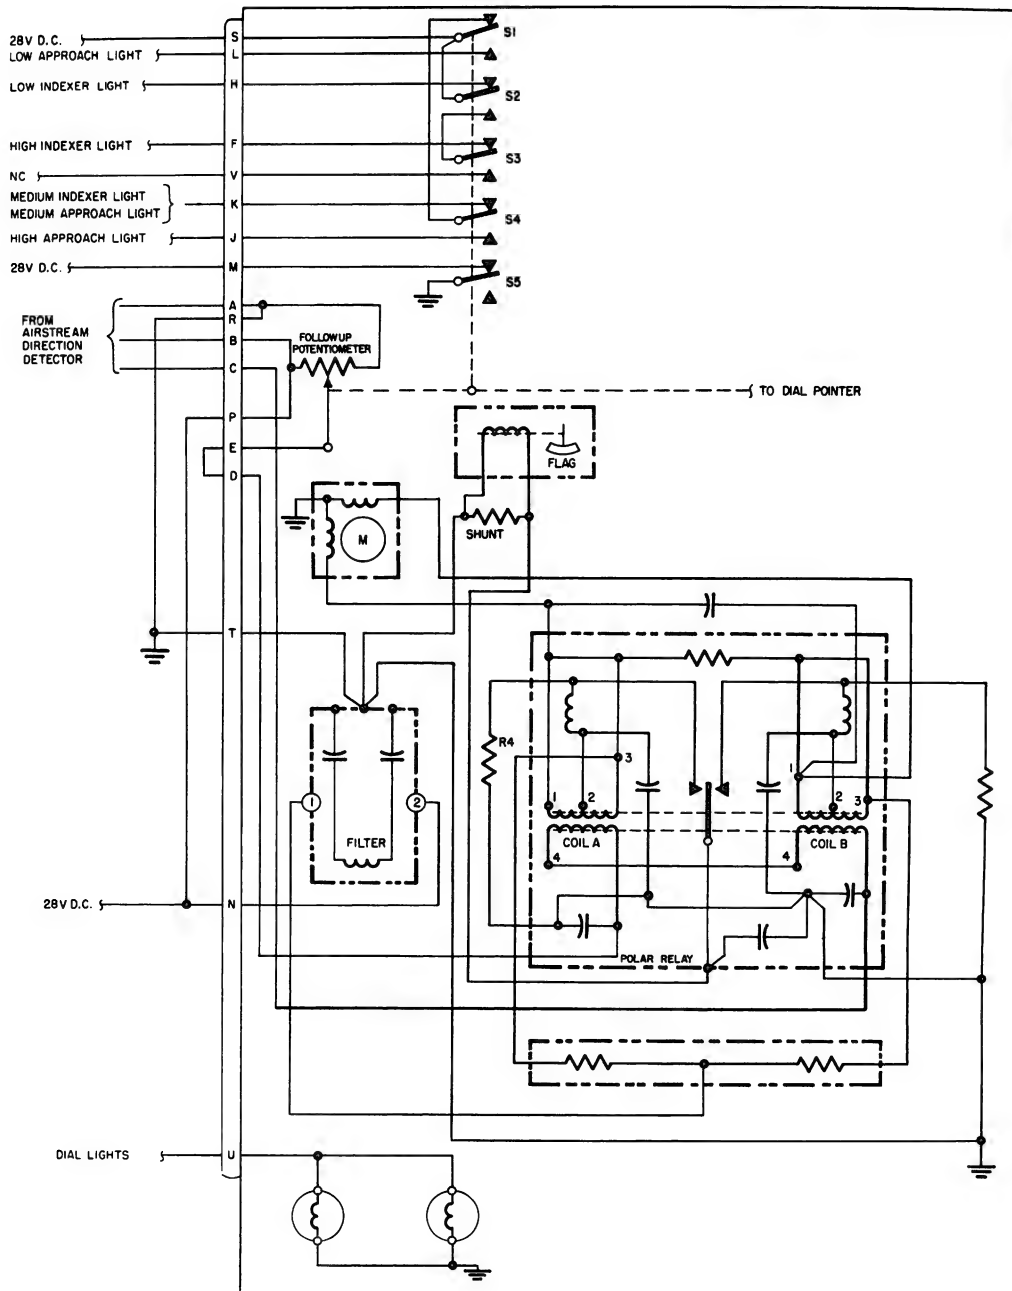 28V D.C.
S
S1
LOW APPROACH LIGHT
L
LOW INDEXER LIGHT
H
S2
HIGH INDEXER LIGHT
F
S3
NC
V
MEDIUM INDEXER LIGHT
K
MEDIUM APPROACH LIGHT
S4
HIGH APPROACH LIGHT
J
28V D.C.
M
S5
A
FROM
AIRSTREAM
DIRECTION
DETECTOR
R
B
C
FOLLOWUP
POTENTIOMETER
TO DIAL POINTER
P
E
D
FLAG
SHUNT
M
T
R4
3
1
1
2
2
3
1
2
FILTER
COIL A
COIL B
4
4
28V D.C.
N
POLAR RELAY
DIAL LIGHTS
U